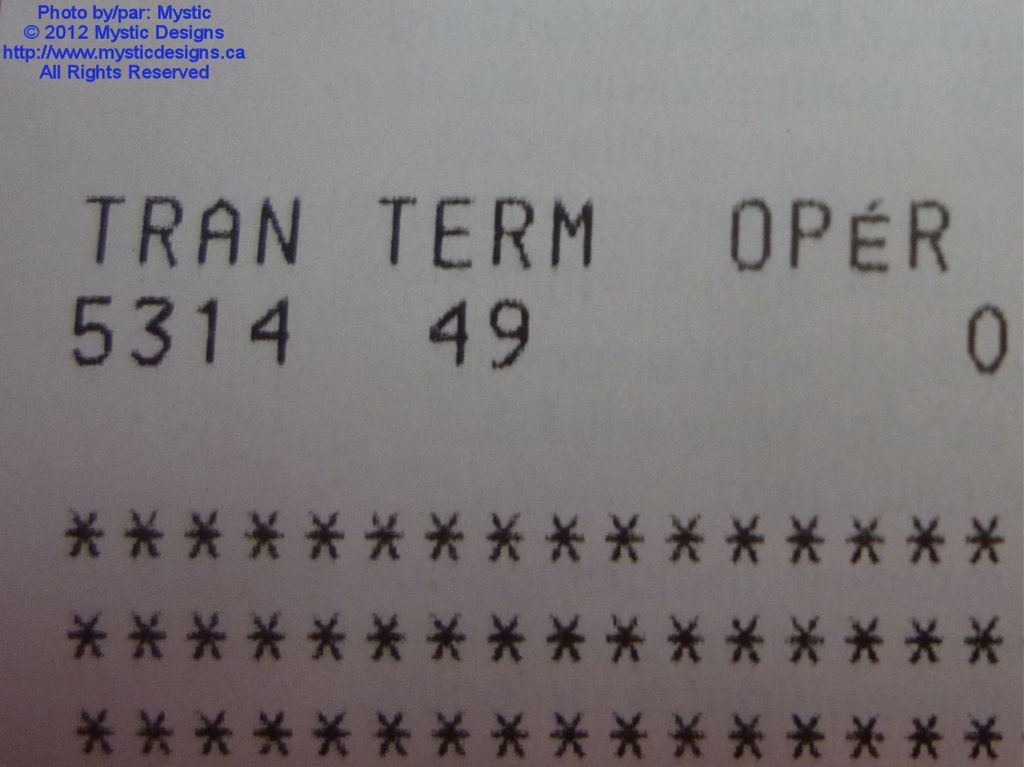 Photo by/par: Mystic
© 2012 Mystic Designs
http://www.mysticdesigns.ca
All Rights Reserved
TRAN TERM OPÉR
5314 49 0
* * * * * * * * * * * * * * * *
* * * * * * * * * * * * * * * *
* * * * * * * * * * * * * * * *